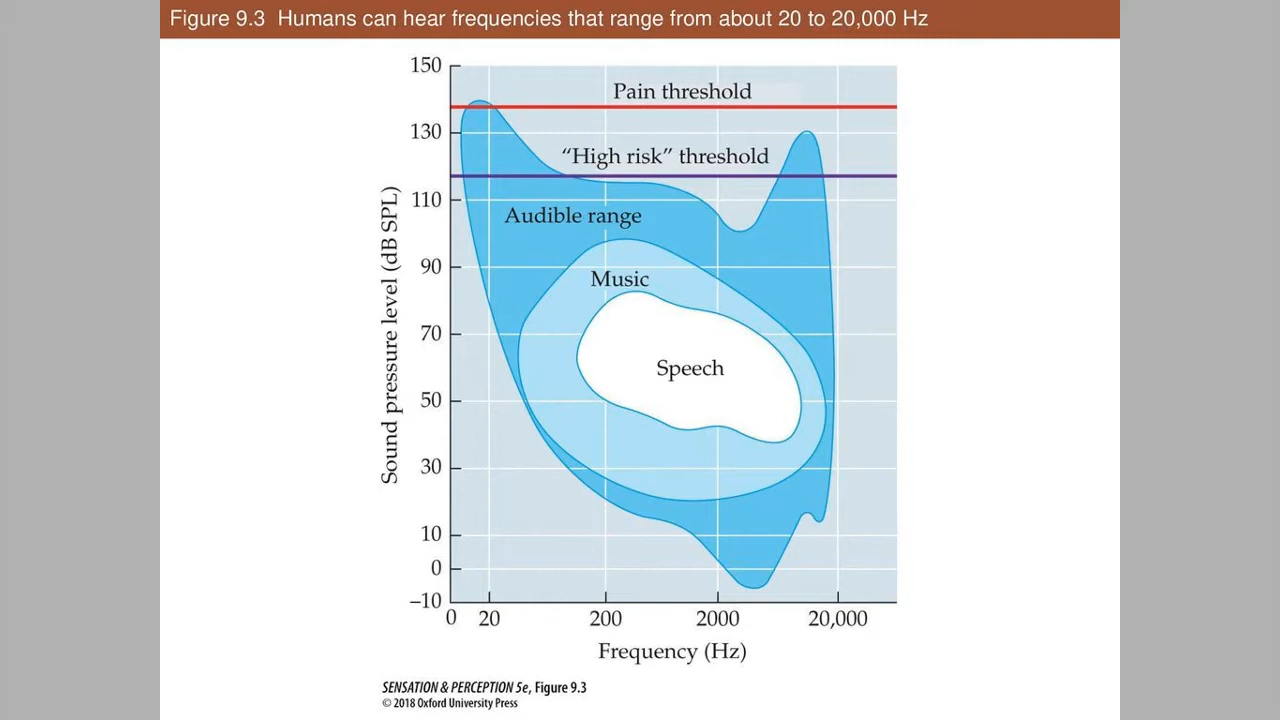 Figure 9.3 Humans can hear frequencies that range from about 20 to 20,000 Hz
150
130
110
90
70
50
30
10
0
–10
Sound pressure level (dB SPL)
Pain threshold
“High risk” threshold
Audible range
Music
Speech
0 20 200 2000 20,000
Frequency (Hz)
SENSATION & PERCEPTION 5e, Figure 9.3
© 2018 Oxford University Press